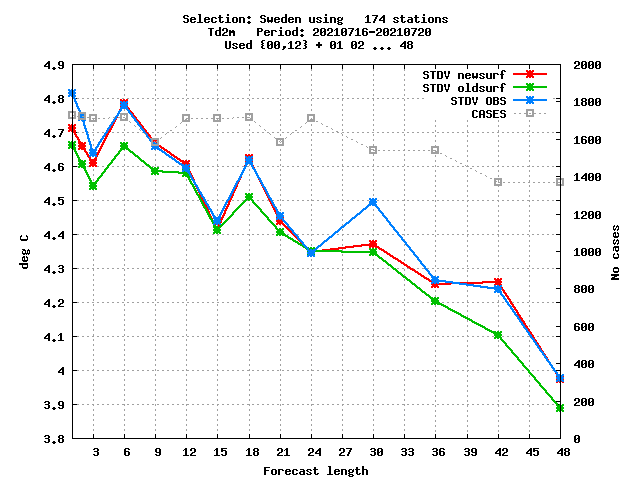 Selection: Sweden using   174 stations
Td2m   Period: 20210716-20210720
Used {00,12} + 01 02 ... 48
STDV newsurf
STDV oldsurf
STDV OBS
CASES
4.9
4.8
4.7
4.6
4.5
4.4
4.3
4.2
4.1
4
3.9
3.8
deg C
2000
1800
1600
1400
1200
1000
800
600
400
200
0
No cases
3 6 9 12 15 18 21 24 27 30 33 36 39 42 45 48
Forecast length